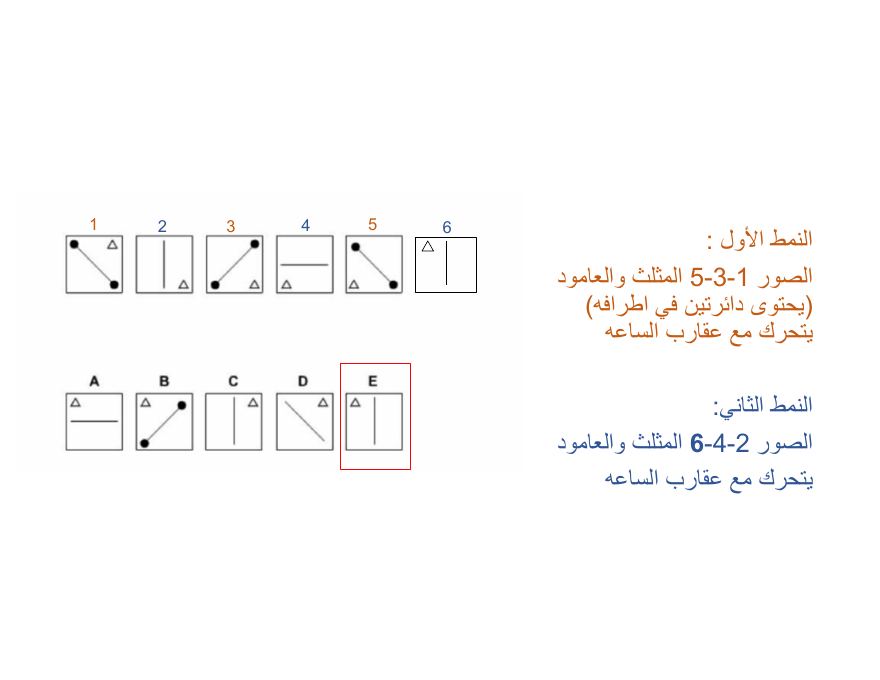 1 2 3 4 5 6
النمط الأول :
الصور 1-3-5 المثلث والعامود
(يحتوى دائرتين في اطرافه)
يتحرك مع عقارب الساعه
A B C D E
النمط الثاني:
الصور 2-4-6 المثلث والعامود
يتحرك مع عقارب الساعه